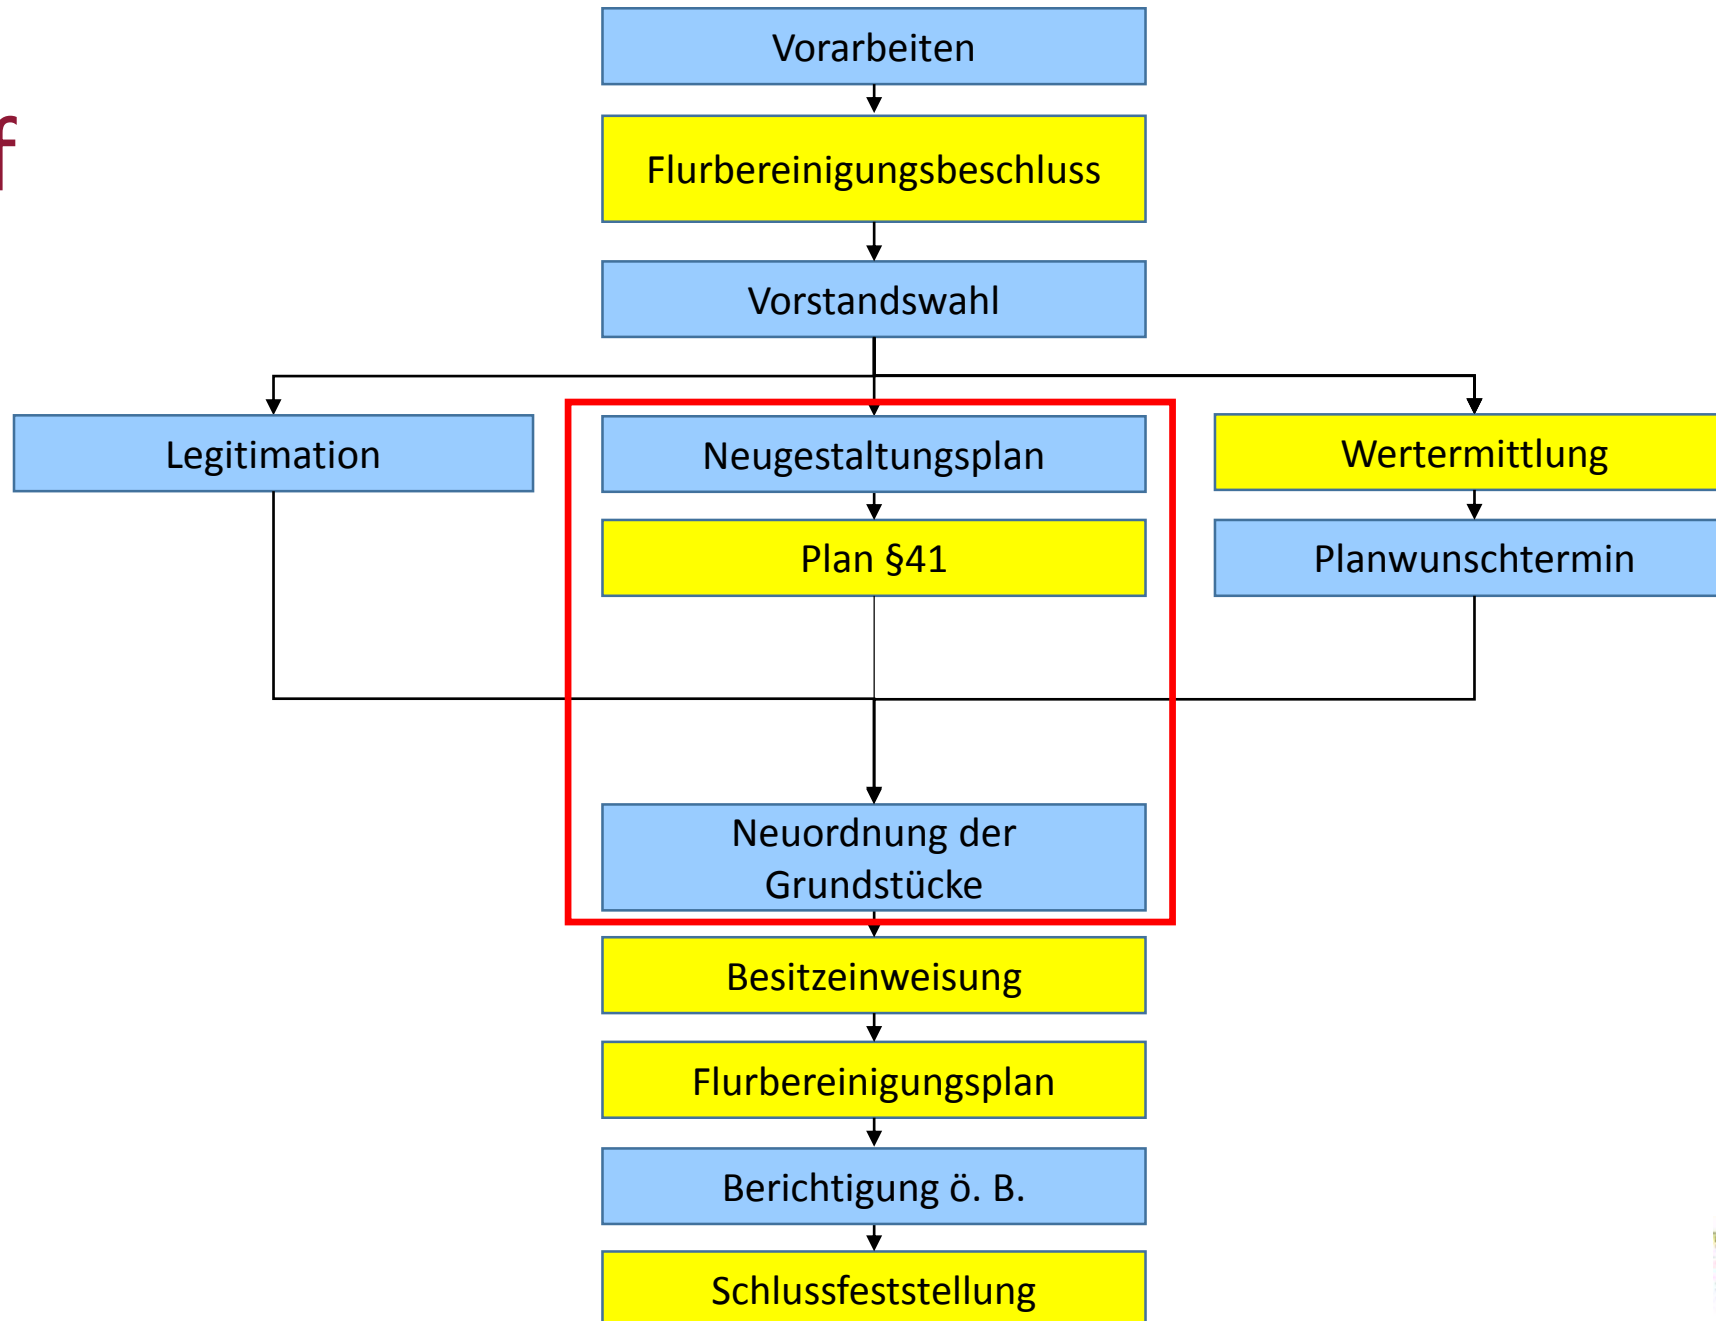 f
Vorarbeiten
Flurbereinigungsbeschluss
Vorstandswahl
Legitimation
Neugestaltungsplan
Wertermittlung
Plan §41
Planwunschtermin
Neuordnung der
Grundstücke
Besitzeinweisung
Flurbereinigungsplan
Berichtigung ö. B.
Schlussfeststellung